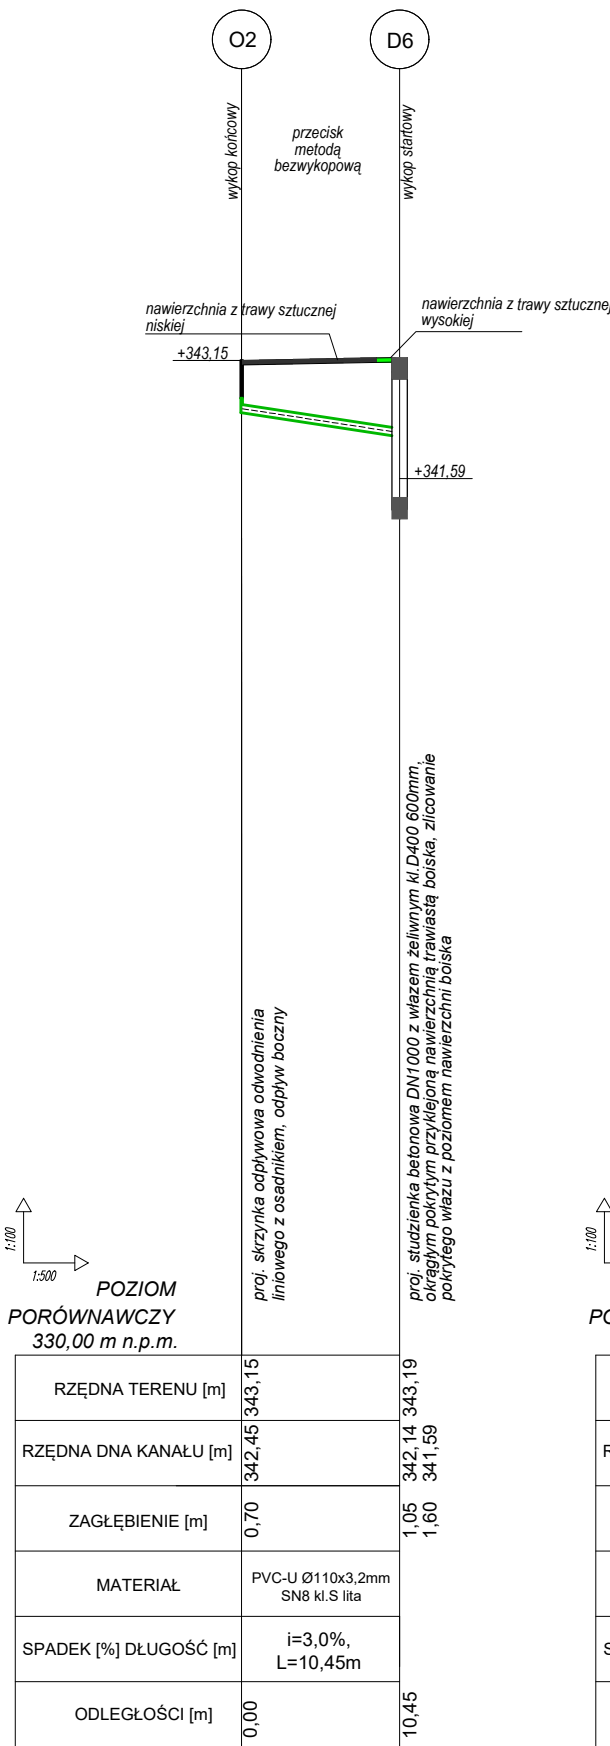 O2
D6
wykop końcowy
przecisk
metodą
bezwykopową
wykop startowy
nawierzchnia z trawy sztucznej
niskiej
nawierzchnia z trawy sztucznej
wysokiej
+343,15
+341,59
proj. skrzynka odpływowa odwodnienia
liniowego z osadnikiem, odpływ boczny
proj. studzienka betonowa DN1000 z włazem żeliwnym kl.D400 600mm,
okrągłym pokrytym przyklejoną nawierzchnią trawiastą boiska, zlicowanie
pokrytego włazu z poziomem nawierzchni boiska
1:100
1:500
1:100
POZIOM
PORÓWNAWCZY
330,00 m n.p.m.
PO
RZĘDNA TERENU [m]
343,15
343,19
RZĘDNA DNA KANAŁU [m]
342,45
342,14
341,59
R
ZAGŁĘBIENIE [m]
0,70
1,05
1,60
MATERIAŁ
PVC-U Ø110x3,2mm
SN8 kl.S lita
SPADEK [%] DŁUGOŚĆ [m]
i=3,0%,
L=10,45m
S
ODLEGŁOŚCI [m]
0,00
10,45